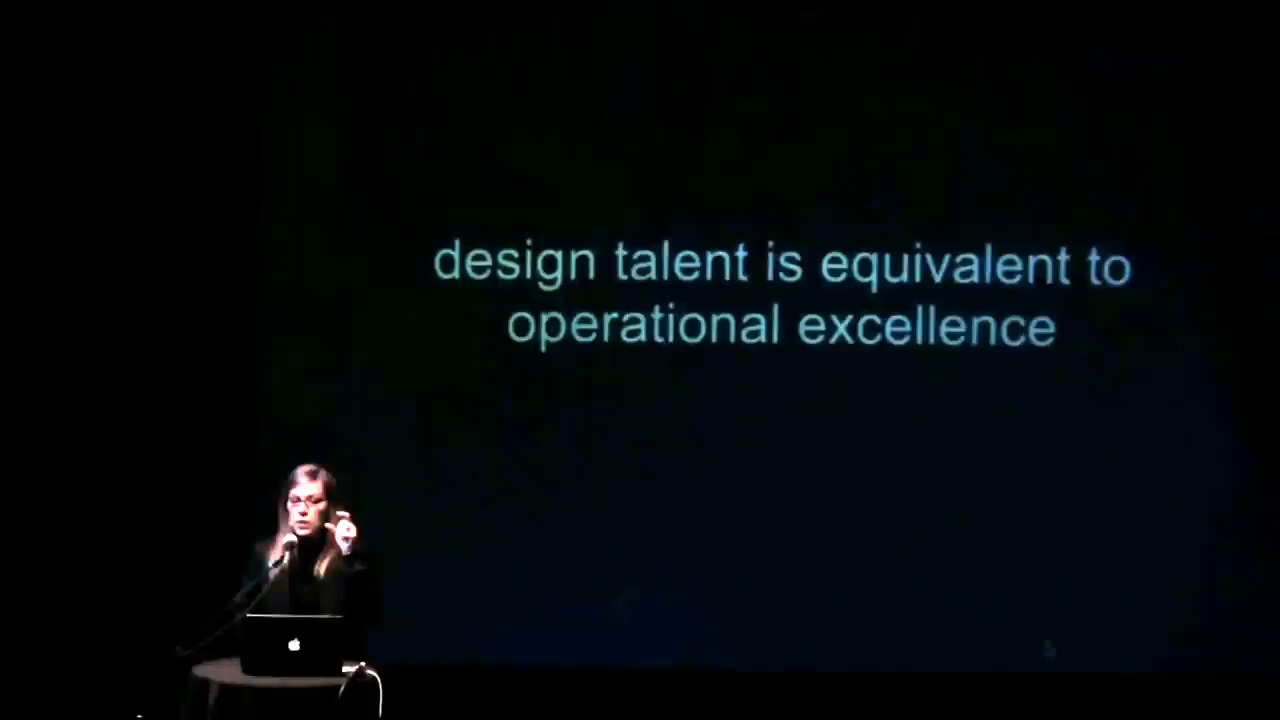 design talent is equivalent to
operational excellence